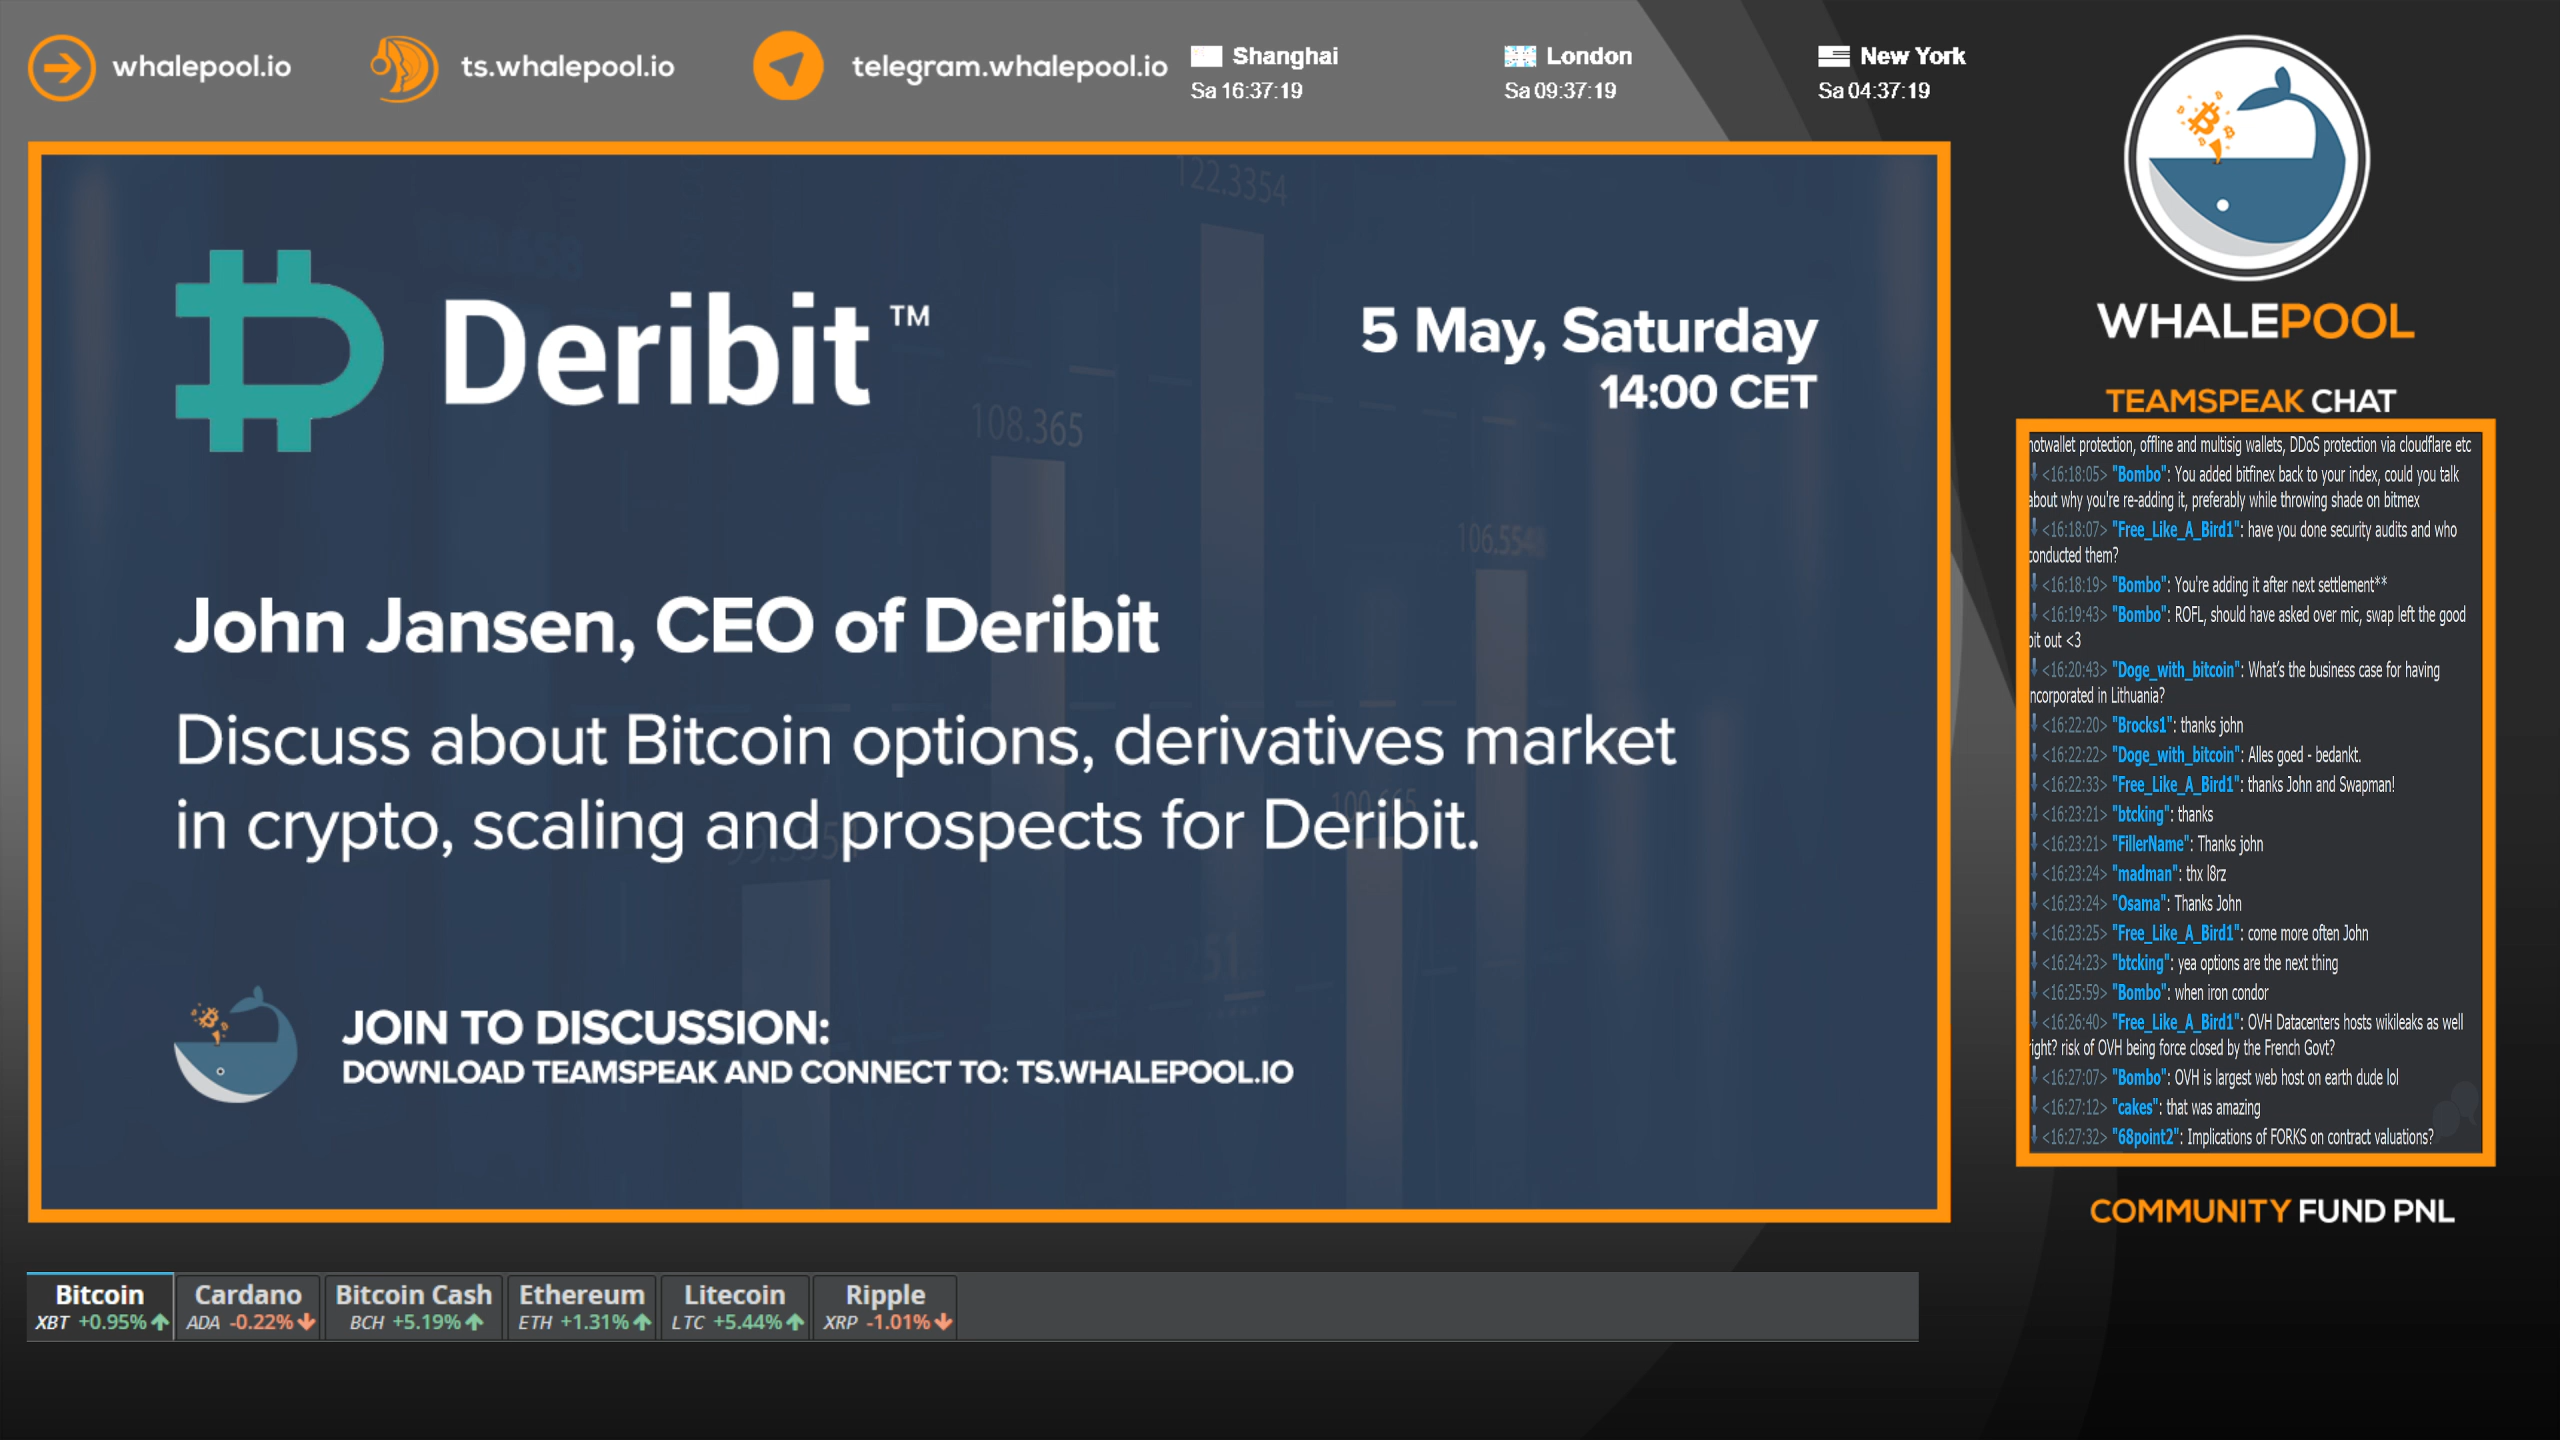 whalepool.io
ts.whalepool.io
telegram.whalepool.io
Shanghai
Sa 16:37:19
London
Sa 09:37:19
New York
Sa 04:37:19
122.3354
108.365
Deribit™
5 May, Saturday
14:00 CET
John Jansen, CEO of Deribit
Discuss about Bitcoin options, derivatives market
in crypto, scaling and prospects for Deribit.
JOIN TO DISCUSSION:
DOWNLOAD TEAMSPEAK AND CONNECT TO: TS.WHALEPOOL.IO
WHALEPOOL
TEAMSPEAK CHAT
hotwallet protection, offline and multisig wallets, DDoS protection via cloudflare etc
<16:18:05> "Bombo": You added bitfinex back to your index, could you talk
about why you're re-adding it, preferably while throwing shade on bitmex
<16:18:07> "Free_Like_A_Bird1": have you done security audits and who
conducted them?
<16:18:19> "Bombo": You're adding it after next settlement**
<16:19:43> "Bombo": ROFL, should have asked over mic, swap left the good
bit out <3
<16:20:43> "Doge_with_bitcoin": What's the business case for having
incorporated in Lithuania?
<16:22:20> "Brocks1": thanks john
<16:22:22> "Doge_with_bitcoin": Alles goed - bedankt.
<16:22:33> "Free_Like_A_Bird1": thanks John and Swapman!
<16:23:21> "btcking": thanks
<16:23:21> "FillerName": Thanks john
<16:23:24> "madman": thx l8rz
<16:23:24> "Osama": Thanks John
<16:23:25> "Free_Like_A_Bird1": come more often John
<16:24:23> "btcking": yea options are the next thing
<16:25:59> "Bombo": when iron condor
<16:26:40> "Free_Like_A_Bird1": OVH Datacenters hosts wikileaks as well
right? risk of OVH being force closed by the French Govt?
<16:27:07> "Bombo": OVH is largest web host on earth dude lol
<16:27:12> "cakes": that was amazing
<16:27:32> "68point2": Implications of FORKS on contract valuations?
COMMUNITY FUND PNL
Bitcoin
XBT +0.95%
Cardano
ADA -0.22%
Bitcoin Cash
BCH +5.19%
Ethereum
ETH +1.31%
Litecoin
LTC +5.44%
Ripple
XRP -1.01%